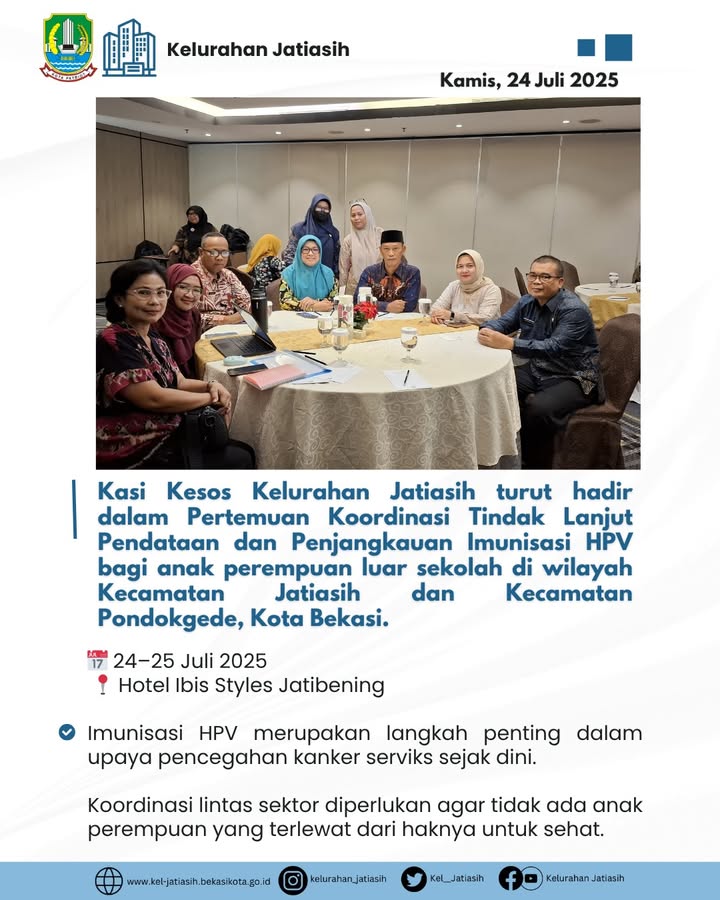 Kelurahan Jatiasih
Kamis, 24 Juli 2025
Kasi Kesos Kelurahan Jatiasih turut hadir
dalam Pertemuan Koordinasi Tindak Lanjut
Pendataan dan Penjangkauan Imunisasi HPV
bagi anak perempuan luar sekolah di wilayah
Kecamatan Jatiasih dan Kecamatan
Pondokgede, Kota Bekasi.
24–25 Juli 2025
Hotel Ibis Styles Jatibening
Imunisasi HPV merupakan langkah penting dalam
upaya pencegahan kanker serviks sejak dini.
Koordinasi lintas sektor diperlukan agar tidak ada anak
perempuan yang terlewat dari haknya untuk sehat.
www.kel-jatiasih.bekasikota.go.id
kelurahan_jatiasih
Kel__Jatiasih
Kelurahan Jatiasih